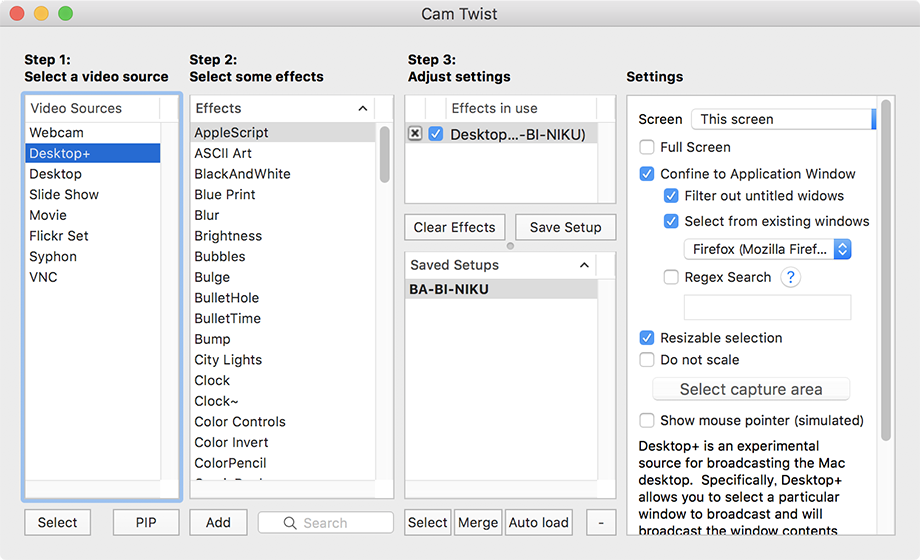 Cam Twist
Step 1:
Select a video source
Video Sources
Webcam
Desktop+
Desktop
Slide Show
Movie
Flickr Set
Syphon
VNC
Select
PIP
Step 2:
Select some effects
Effects
AppleScript
ASCII Art
BlackAndWhite
Blue Print
Blur
Brightness
Bubbles
Bulge
BulletHole
BulletTime
Bump
City Lights
Clock
Clock~
Color Controls
Color Invert
ColorPencil
Add
Search
Step 3:
Adjust settings
Effects in use
Desktop...-BI-NIKU)
Clear Effects
Save Setup
Saved Setups
BA-BI-NIKU
Select
Merge
Auto load
-
Settings
Screen
This screen
Full Screen
Confine to Application Window
Filter out untitled widows
Select from existing windows
Firefox (Mozilla Firef...
Regex Search
?
Resizable selection
Do not scale
Select capture area
Show mouse pointer (simulated)
Desktop+ is an experimental
source for broadcasting the Mac
desktop.  Specifically, Desktop+
allows you to select a particular
window to broadcast and will
broadcast the window contents